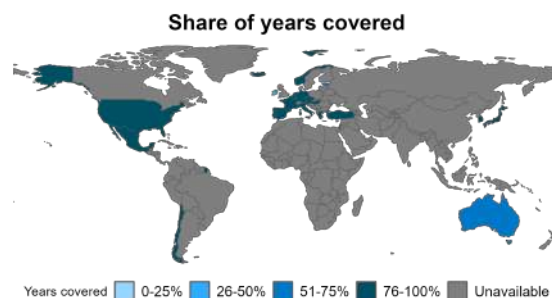 Share of years covered
Years covered 0-25% 26-50% 51-75% 76-100% Unavailable